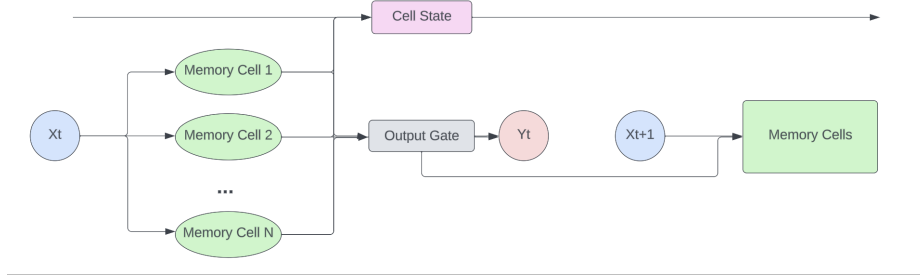 Cell State
Memory Cell 1
Xt
Memory Cell 2
Output Gate
Yt
Xt+1
Memory Cells
...
Memory Cell N